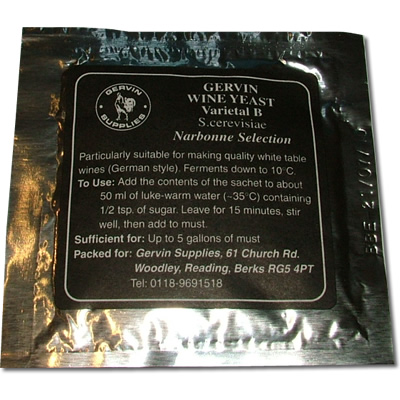 GERVIN
SUPPLIES
GERVIN
WINE YEAST
Varietal B
S.cerevisiae
Narbonne Selection
Particularly suitable for making quality white table
wines (German style). Ferments down to 10°C.
To Use: Add the contents of the sachet to about
50 ml of luke-warm water (~35°C) containing
1/2 tsp. of sugar. Leave for 15 minutes, stir
well, then add to must.
Sufficient for: Up to 5 gallons of must
Packed for: Gervin Supplies, 61 Church Rd.
Woodley, Reading, Berks RG5 4PT
Tel: 0118-9691518
BBE